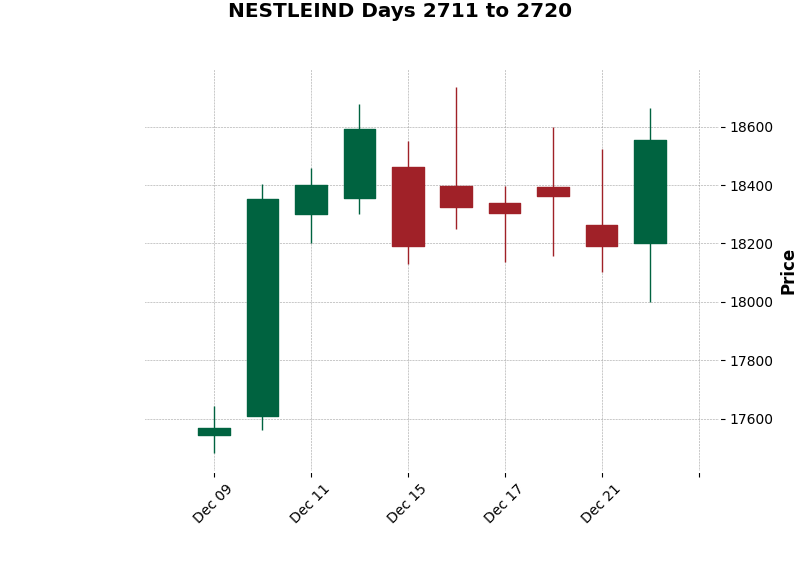 NESTLEIND Days 2711 to 2720
18600
18400
18200
18000
17800
17600
Price
Dec 09
Dec 11
Dec 15
Dec 17
Dec 21